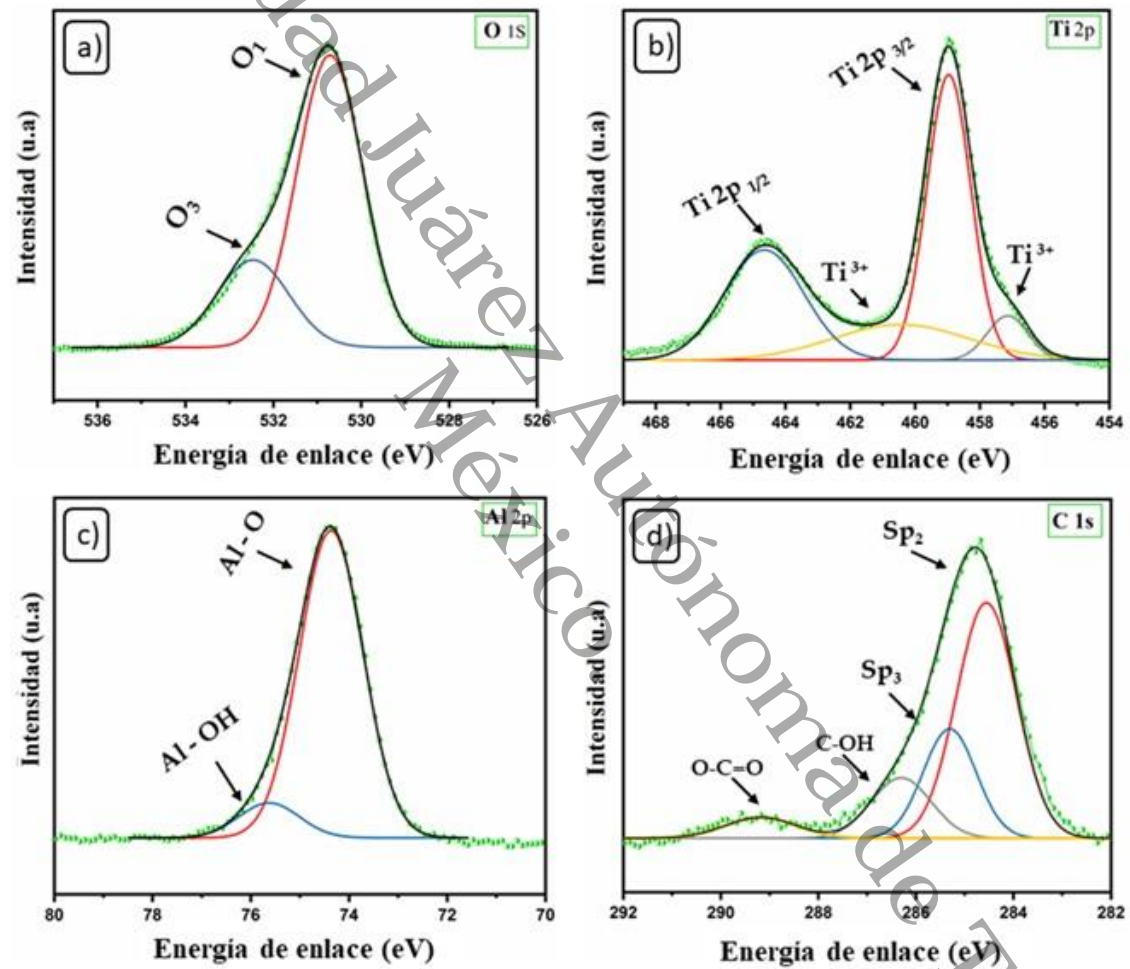 a)
O 1S
O1
O3
Intensidad (u.a)
536 534 532 530 528 526
Energía de enlace (eV)
b)
Ti 2p
Ti 2p 3/2
Ti 2p 1/2
Ti 3+
Ti 3+
Intensidad (u.a)
468 466 464 462 460 458 456 454
Energía de enlace (eV)
c)
Al 2p
Al - O
Al - OH
Intensidad (u.a)
80 78 76 74 72 70
Energía de enlace (eV)
d)
C 1s
Sp2
Sp3
C-OH
O-C=O
Intensidad (u.a)
292 290 288 286 284 282
Energía de enlace (eV)
dad Juárez Autónoma de T
México.